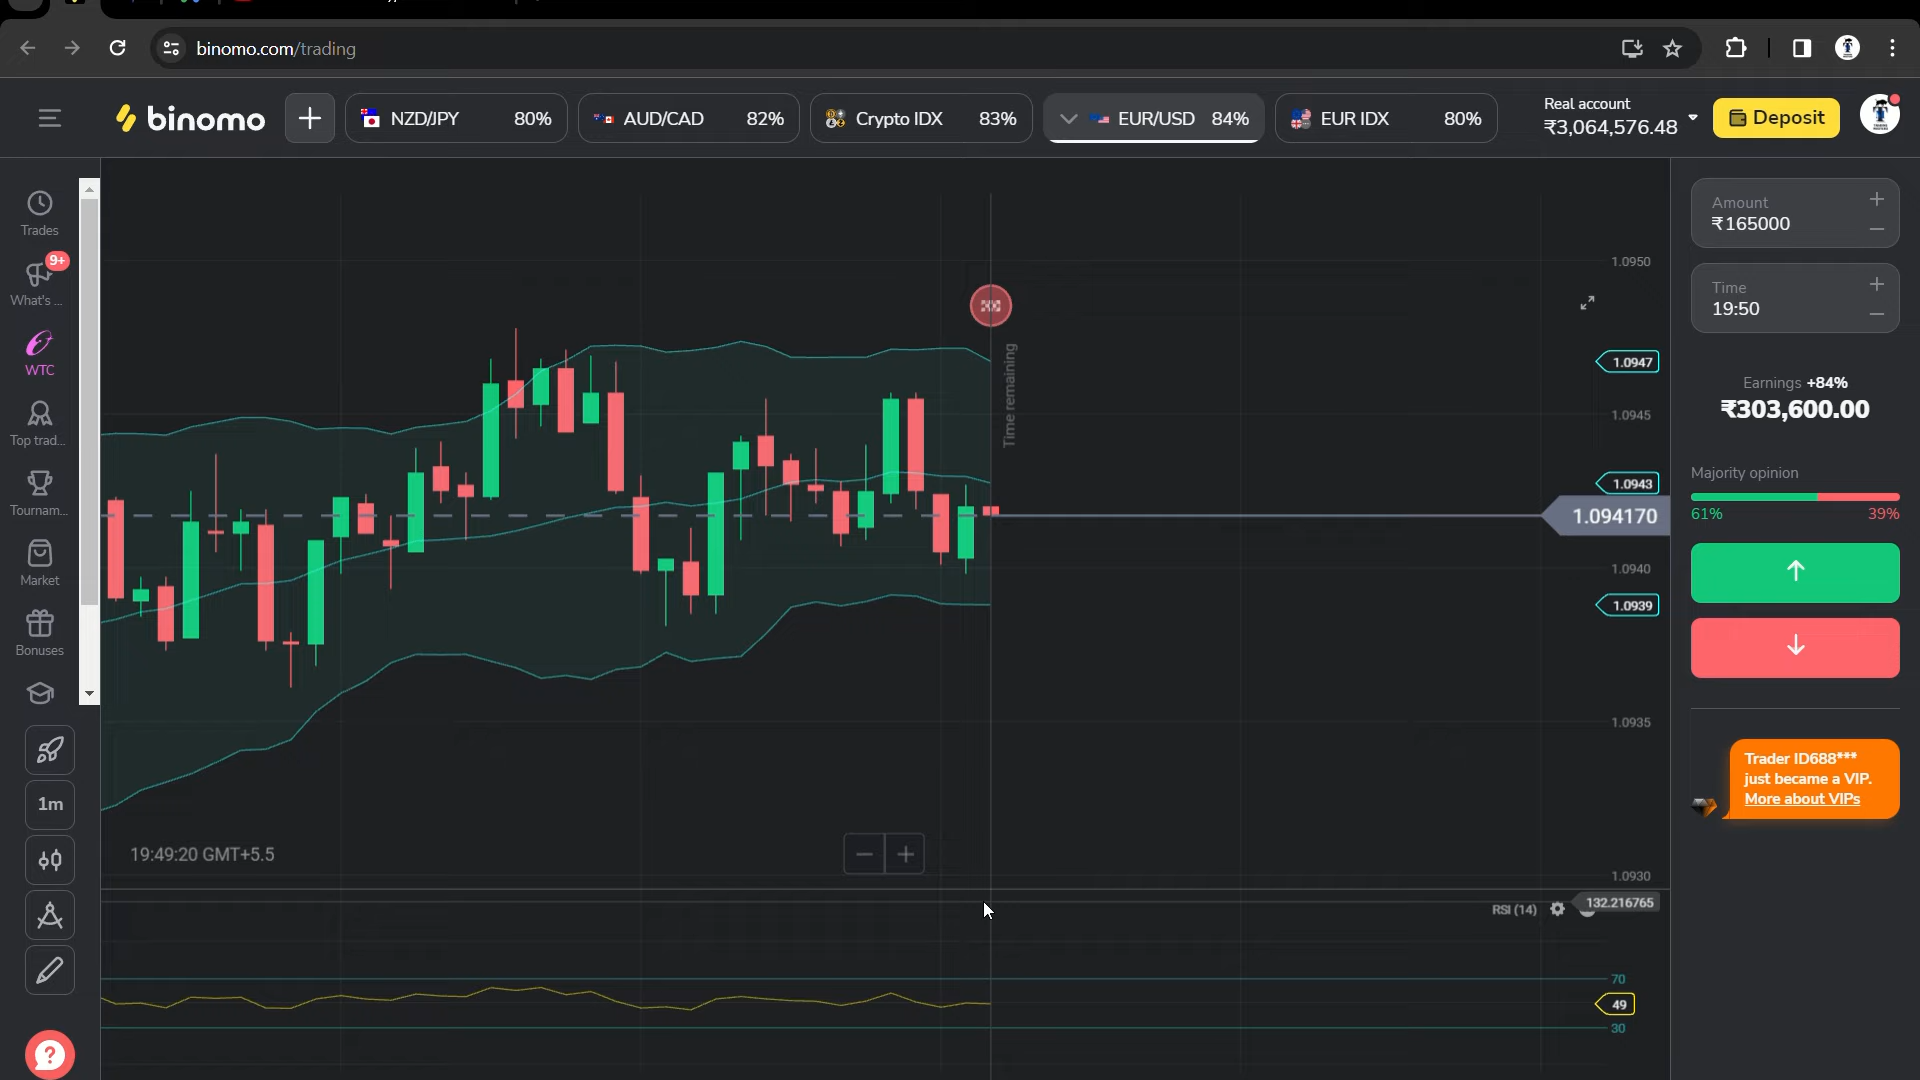 binomo.com/trading
binomo
NZD/JPY 80%
AUD/CAD 82%
Crypto IDX 83%
EUR/USD 84%
EUR IDX 80%
Real account
₹3,064,576.48
Deposit
Trades
9+
What's ...
WTC
Top trad...
Tournam...
Market
Bonuses
1m
Time remaining
1.0950
1.0947
1.0945
1.0943
1.094170
1.0940
1.0939
1.0935
1.0930
19:49:20 GMT+5.5
RSI (14)
132.216765
70
49
30
Amount
₹165000
Time
19:50
Earnings +84%
₹303,600.00
Majority opinion
61% 39%
Trader ID688***
just became a VIP.
More about VIPs